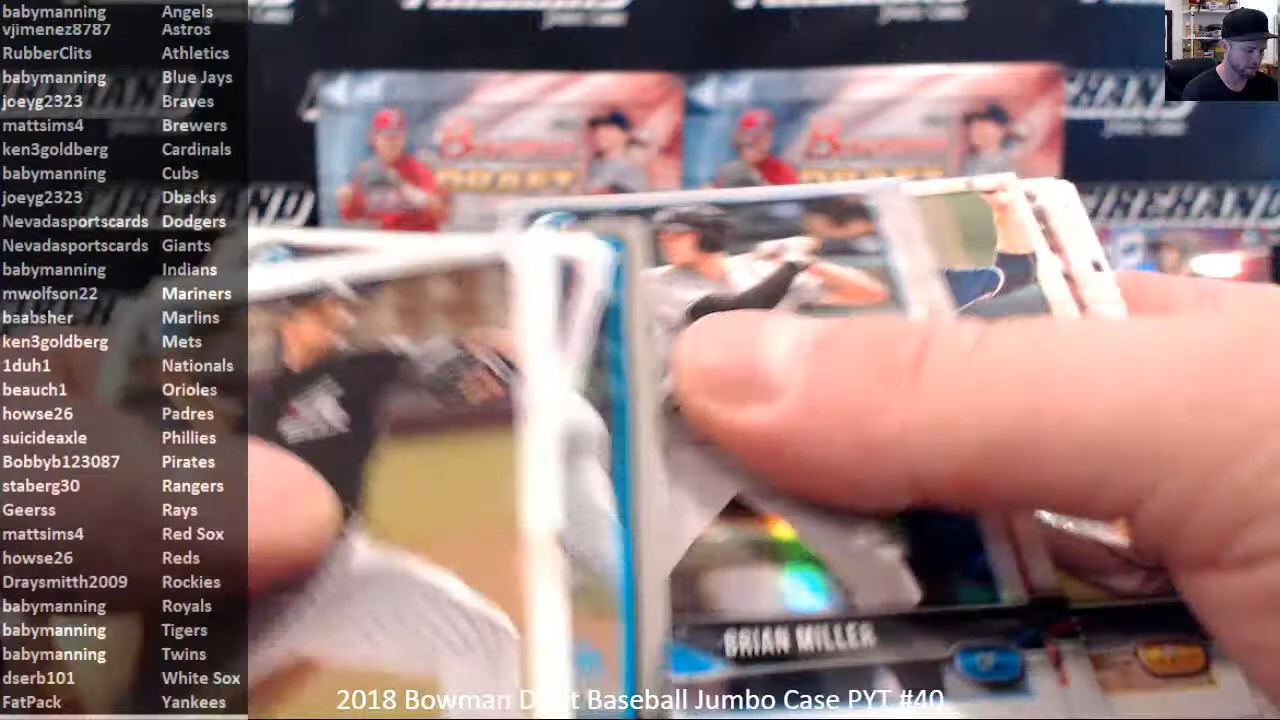 babymanning Angels
vjimenez8787 Astros
RubberClits Athletics
babymanning Blue Jays
joeyg2323 Braves
mattsims4 Brewers
ken3goldberg Cardinals
babymanning Cubs
joeyg2323 Dbacks
Nevadasportscards Dodgers
Nevadasportscards Giants
babymanning Indians
mwolfson22 Mariners
baabsher Marlins
ken3goldberg Mets
1duh1 Nationals
beauch1 Orioles
howse26 Padres
suicideaxle Phillies
Bobbyb123087 Pirates
staberg30 Rangers
Geerss Rays
mattsims4 Red Sox
howse26 Reds
Draysmitth2009 Rockies
babymanning Royals
babymanning Tigers
babymanning Twins
dserb101 White Sox
FatPack Yankees
BRIAN MILLER
2018 Bowman Draft Baseball Jumbo Case PYT #40